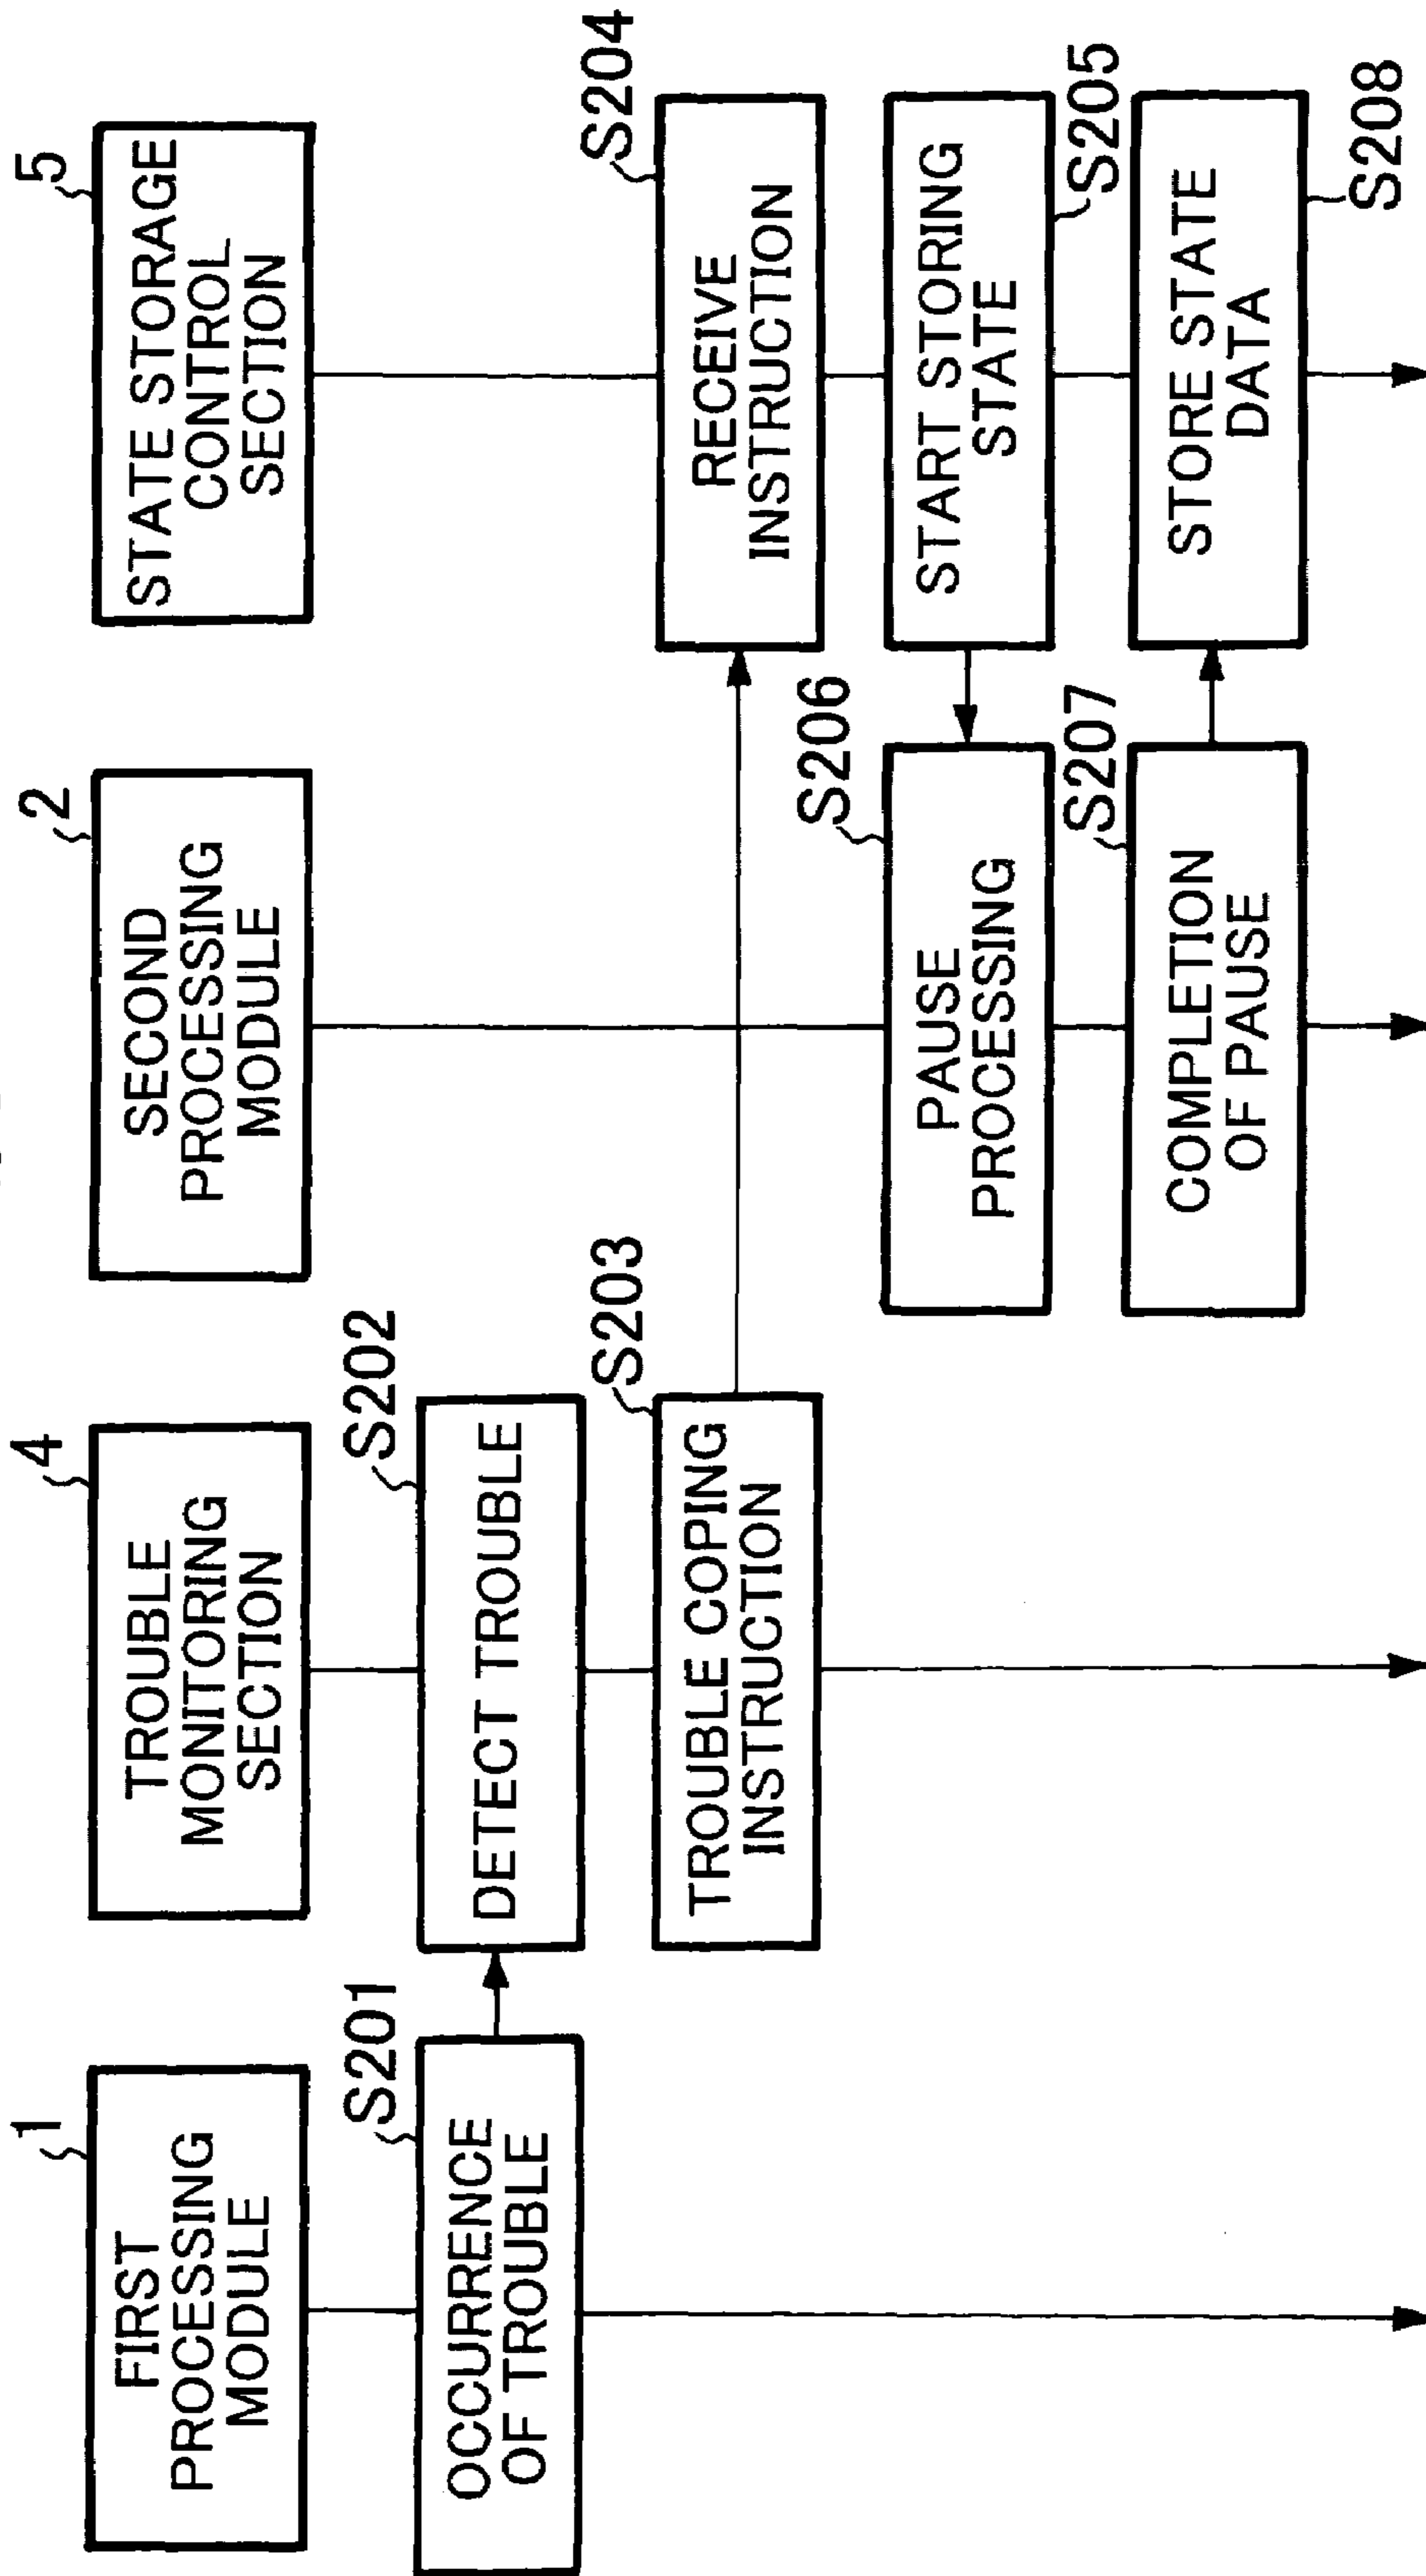 1
FIRST
PROCESSING
MODULE
4
TROUBLE
MONITORING
SECTION
2
SECOND
PROCESSING
MODULE
5
STATE STORAGE
CONTROL
SECTION
S201
OCCURRENCE
OF TROUBLE
S202
DETECT TROUBLE
S203
TROUBLE COPING
INSTRUCTION
S204
RECEIVE
INSTRUCTION
S206
PAUSE
PROCESSING
START STORING
STATE
S205
S207
COMPLETION
OF PAUSE
STORE STATE
DATA
S208